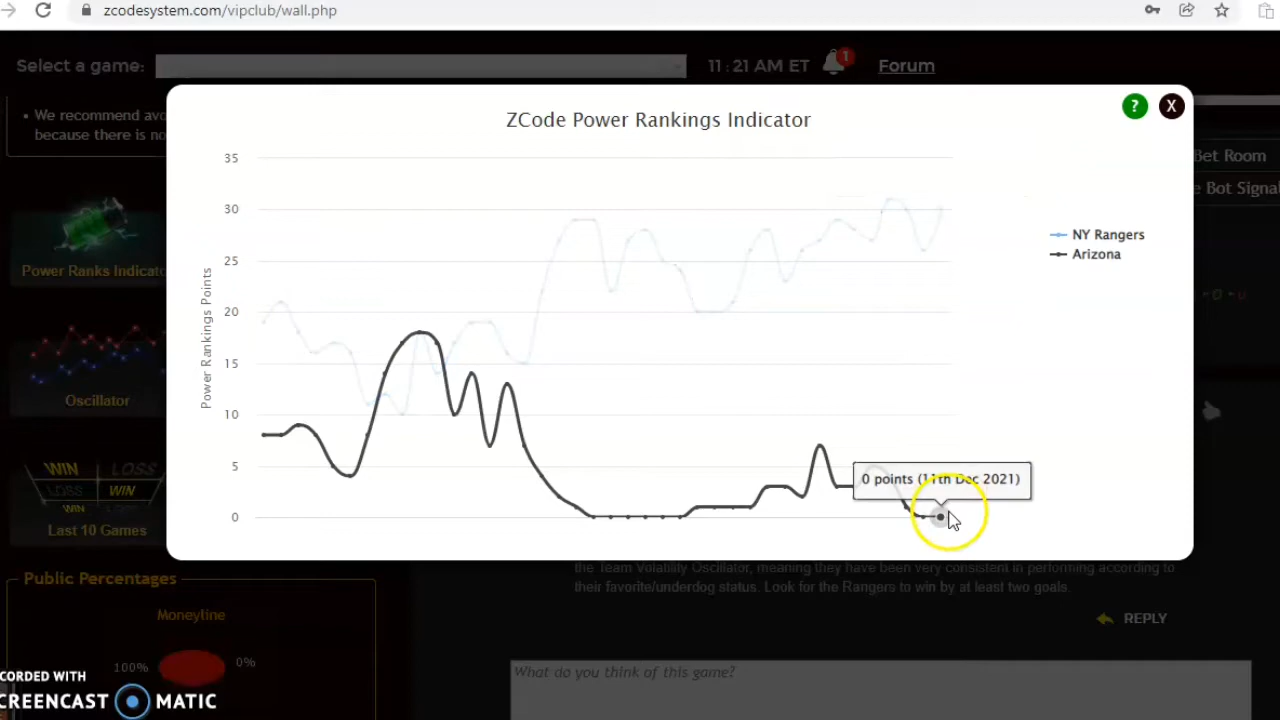 zcodesystem.com/vipclub/wall.php
Select a game:
11:21 AM ET
1
Forum
We recommend
because there is no
Bet Room
Bot Signa
ZCode Power Rankings Indicator
?
X
35
30
25
20
15
10
5
0
Power Rankings Points
NY Rangers
Arizona
0 points (11th Dec 2021)
Power Ranks Indicato
Oscillator
WIN LOSS
LOSS WIN
WIN
Last 10 Games
the Team Volatility Oscillator, meaning they have been very consistent in performing according to
their favorite/underdog status. Look for the Rangers to win by at least two goals.
REPLY
Public Percentages
Moneyline
100%
0%
What do you think of this game?
CORDED WITH
CREENCAST MATIC